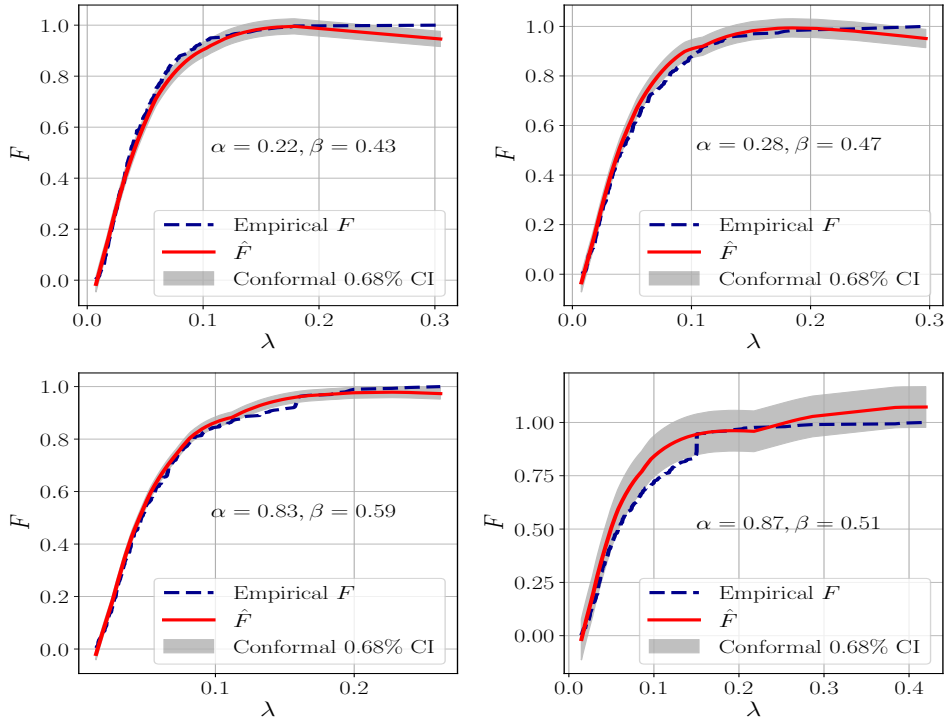 1.0
0.8
0.6
0.4
0.2
0.0
F
α = 0.22, β = 0.43
Empirical F
F̂
Conformal 0.68% CI
0.0 0.1 0.2 0.3
λ
1.0
0.8
0.6
0.4
0.2
0.0
F
α = 0.28, β = 0.47
Empirical F
F̂
Conformal 0.68% CI
0.0 0.1 0.2 0.3
λ
1.0
0.8
0.6
0.4
0.2
0.0
F
α = 0.83, β = 0.59
Empirical F
F̂
Conformal 0.68% CI
0.1 0.2
λ
1.00
0.75
0.50
0.25
0.00
F
α = 0.87, β = 0.51
Empirical F
F̂
Conformal 0.68% CI
0.0 0.1 0.2 0.3 0.4
λ